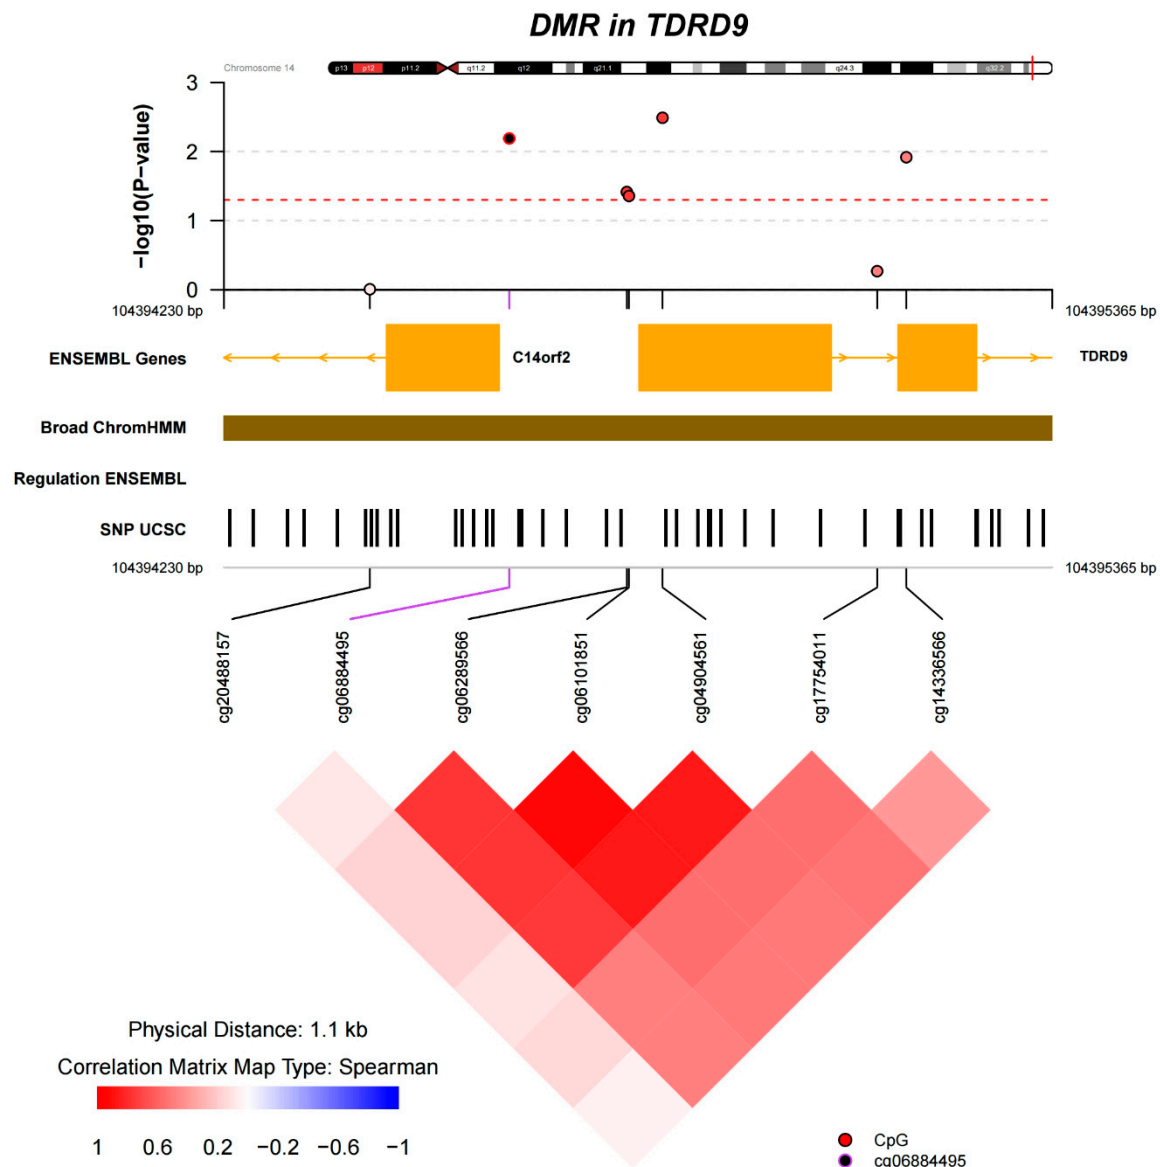 DMR in TDRD9
Chromosome 14
p13 p12 p11.2 q11.2 q12 q21.1 q24.3 q32.2
−log10(P−value)
3
2
1
0
104394230 bp
104395365 bp
ENSEMBL Genes
C14orf2
TDRD9
Broad ChromHMM
Regulation ENSEMBL
SNP UCSC
104394230 bp
104395365 bp
cg20488157
cg06884495
cg06289566
cg06101851
cg04904561
cg17754011
cg14336566
Physical Distance: 1.1 kb
Correlation Matrix Map Type: Spearman
1 0.6 0.2 −0.2 −0.6 −1
CpG
cg06884495